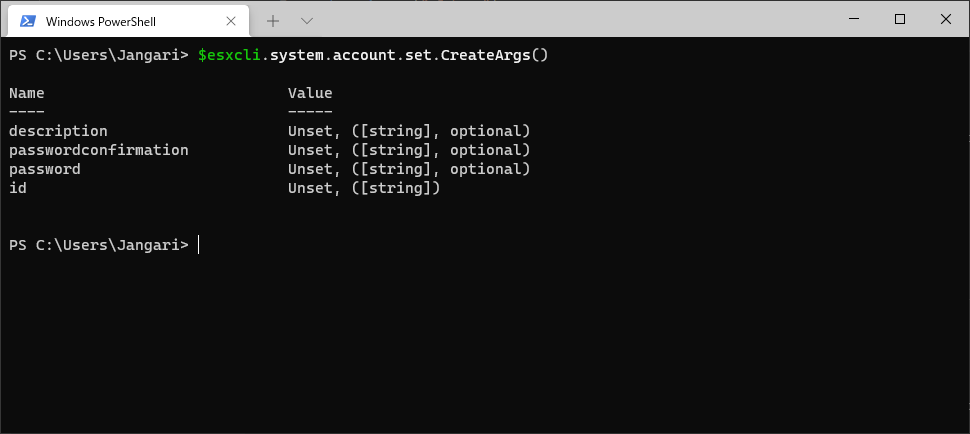 Windows PowerShell
PS C:\Users\Jangari> $esxcli.system.account.set.CreateArgs()
Name                           Value
----                           -----
description                    Unset, ([string], optional)
passwordconfirmation           Unset, ([string], optional)
password                       Unset, ([string], optional)
id                             Unset, ([string])
PS C:\Users\Jangari>